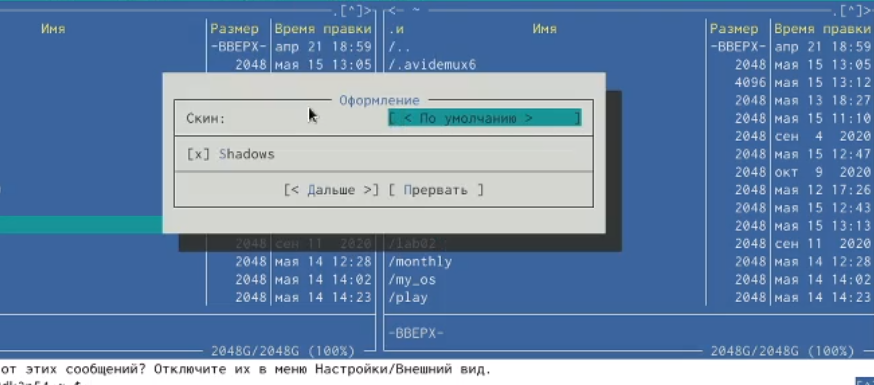 .[^]> <— ~ .[^]>
Имя Размер Время правки .и Имя Размер Время правки
-ВВЕРХ- апр 21 18:59 /.. -ВВЕРХ- апр 21 18:59
2048 мая 15 13:05 /.avidemux6 2048 мая 15 13:05
4096 мая 15 13:12
Оформление 2048 мая 13 18:27
Скин: [ < По умолчанию > ] 2048 мая 15 11:10
2048 сен 4 2020
[x] Shadows 2048 мая 15 12:47
2048 окт 9 2020
[< Дальше >] [ Прервать ] 2048 мая 12 17:26
2048 мая 15 12:43
2048 мая 15 13:13
2048 сен 11 2020 /lab02 2048 сен 11 2020
2048 мая 14 12:28 /monthly 2048 мая 14 12:28
2048 мая 14 14:02 /my_os 2048 мая 14 14:02
2048 мая 14 14:23 /play 2048 мая 14 14:23
-ВВЕРХ-
2048G/2048G (100%) 2048G/2048G (100%)
от этих сообщений? Отключите их в меню Настройки/Внешний вид.